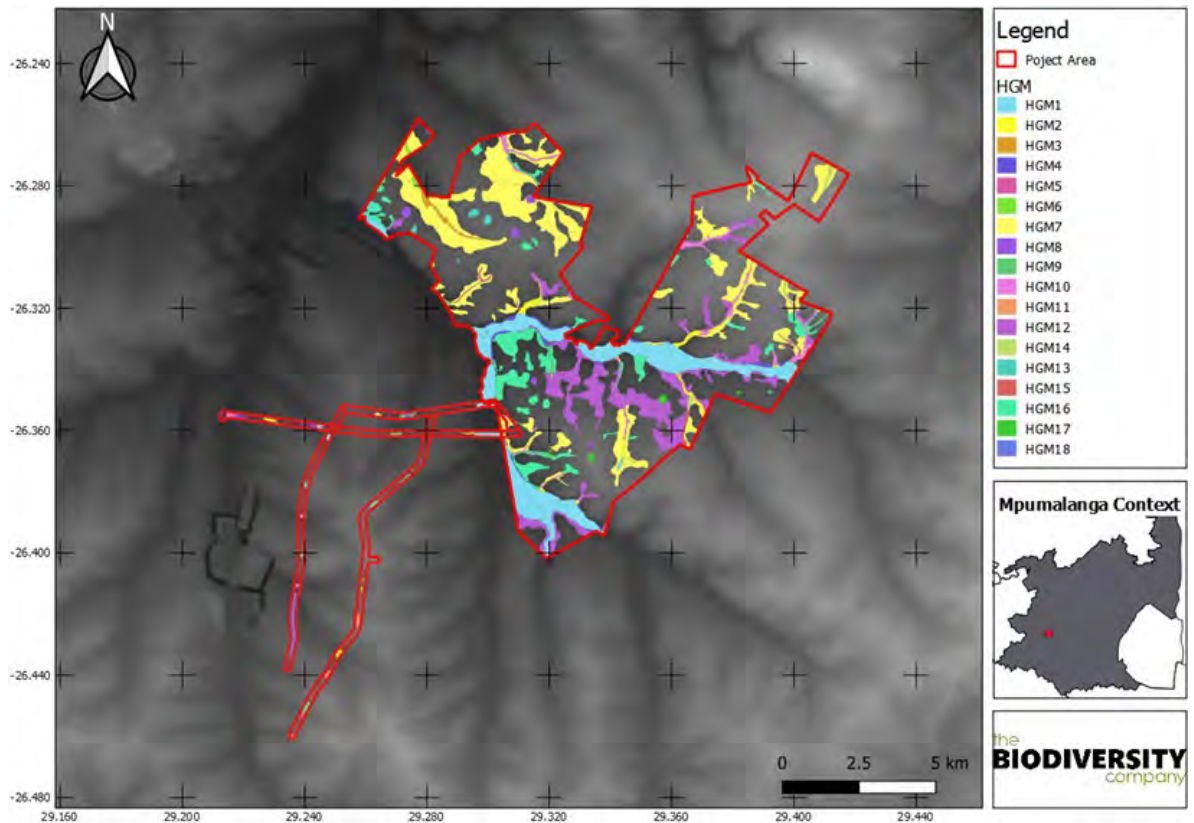 N
-26.240
-26.280
-26.320
-26.360
-26.400
-26.440
-26.480
29.160
29.200
29.240
29.280
29.320
29.360
29.400
29.440
0 2.5 5 km
Legend
Poject Area
HGM
HGM1
HGM2
HGM3
HGM4
HGM5
HGM6
HGM7
HGM8
HGM9
HGM10
HGM11
HGM12
HGM14
HGM13
HGM15
HGM16
HGM17
HGM18
Mpumalanga Context
the
BIODIVERSITY
company